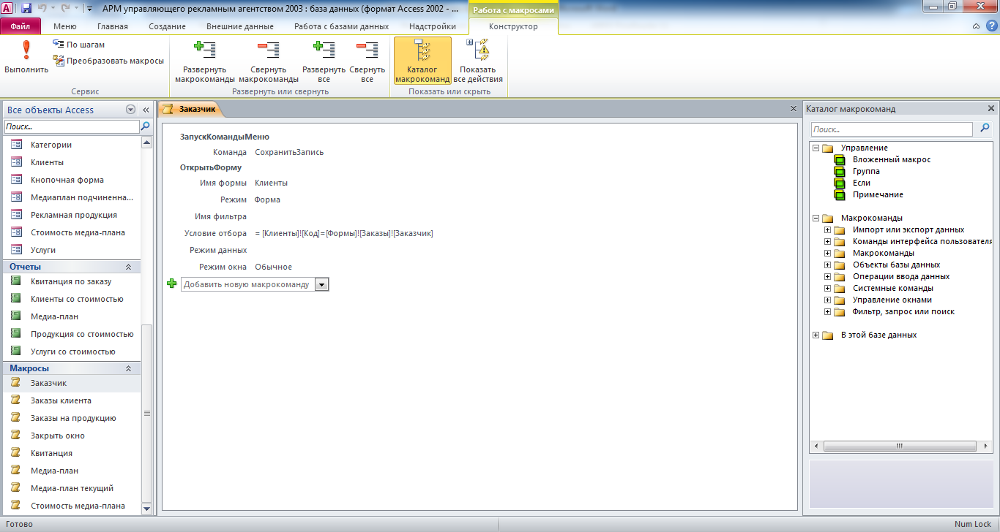 АРМ управляющего рекламным агентством 2003 : база данных (формат Access 2002 - ...
Работа с макросами
Файл Меню Главная Создание Внешние данные Работа с базами данных Надстройки Конструктор
Выполнить
По шагам
Преобразовать макросы
Сервис
Развернуть макрокоманды
Свернуть макрокоманды
Развернуть все
Свернуть все
Развернуть или свернуть
Каталог макрокоманд
Показать все действия
Показать или скрыть
Все объекты Access
Поиск...
Категории
Клиенты
Кнопочная форма
Медиаплан подчиненна...
Рекламная продукция
Стоимость медиа-плана
Услуги
Отчеты
Квитанция по заказу
Клиенты со стоимостью
Медиа-план
Продукция со стоимостью
Услуги со стоимостью
Макросы
Заказчик
Заказы клиента
Заказы на продукцию
Закрыть окно
Квитанция
Медиа-план
Медиа-план текущий
Стоимость медиа-плана
Заказчик
ЗапускКомандыМеню
Команда СохранитьЗапись
ОткрытьФорму
Имя формы Клиенты
Режим Форма
Имя фильтра
Условие отбора = [Клиенты]![Код]=[Формы]![Заказы]![Заказчик]
Режим данных
Режим окна Обычное
Добавить новую макрокоманду
Каталог макрокоманд
Поиск...
Управление
Вложенный макрос
Группа
Если
Примечание
Макрокоманды
Импорт или экспорт данных
Команды интерфейса пользователя
Макрокоманды
Объекты базы данных
Операции ввода данных
Системные команды
Управление окнами
Фильтр, запрос или поиск
В этой базе данных
Готово
Num Lock